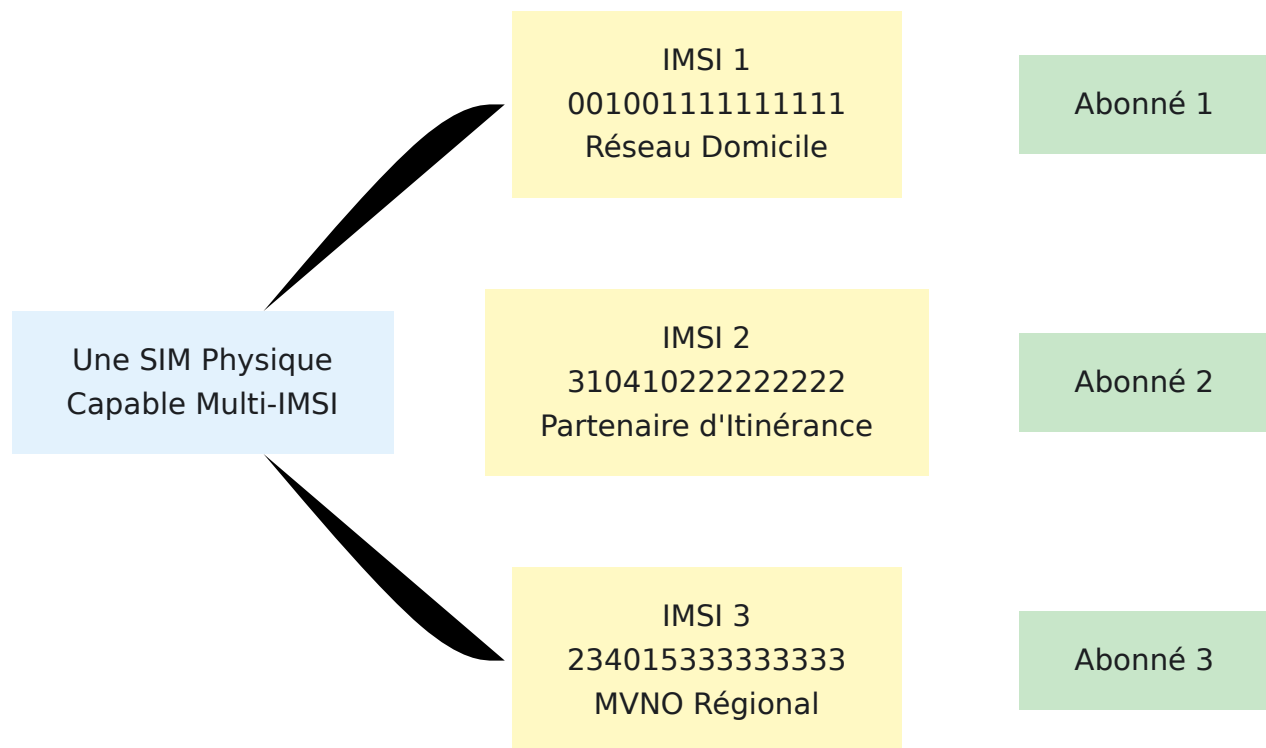 IMSI 1
001001111111111
Réseau Domicile
Abonné 1
Une SIM Physique
Capable Multi-IMSI
IMSI 2
310410222222222
Partenaire d'Itinérance
Abonné 2
IMSI 3
234015333333333
MVNO Régional
Abonné 3